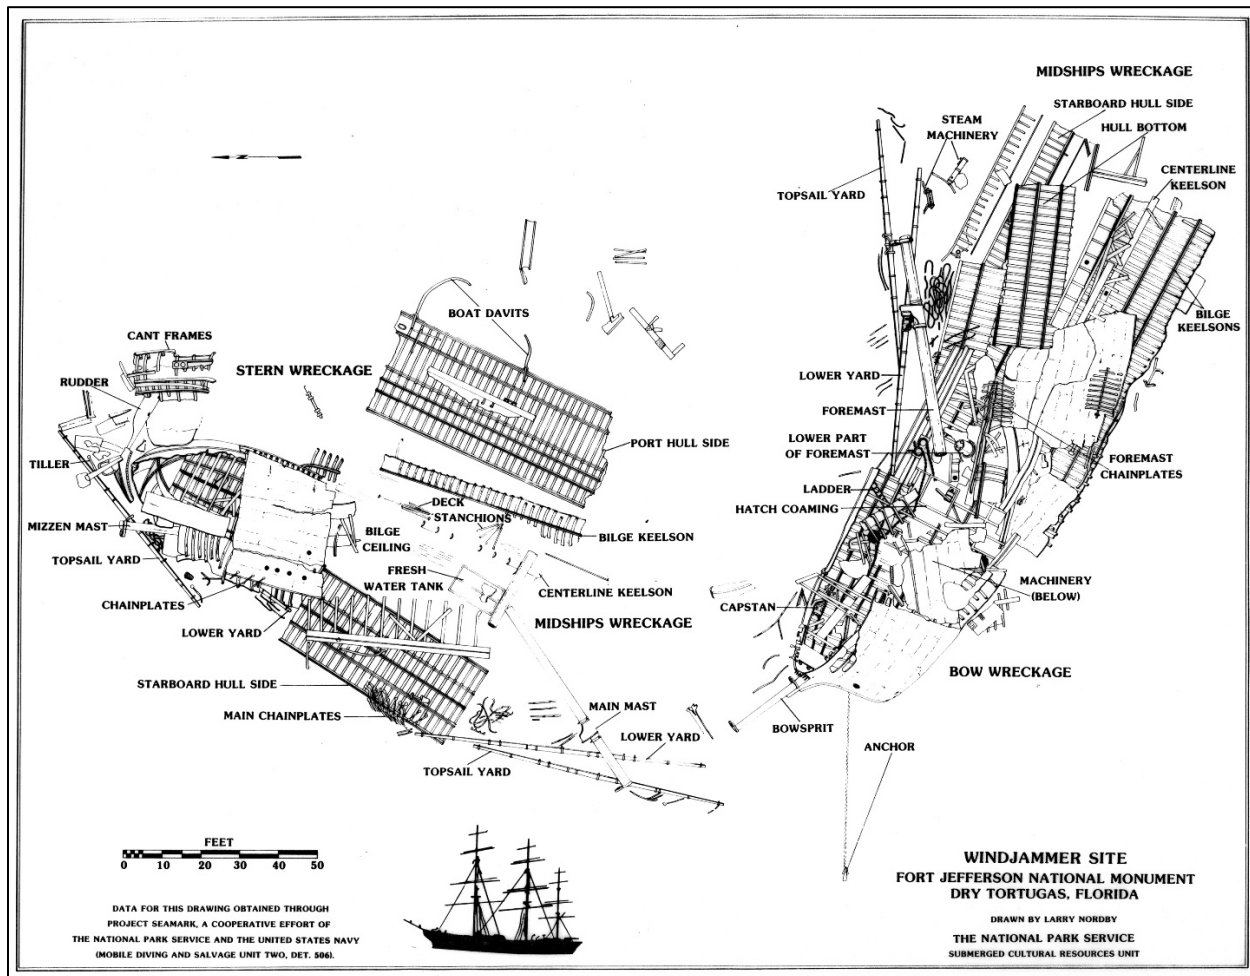 MIDSHIPS WRECKAGE
STARBOARD HULL SIDE
STEAM
MACHINERY
HULL BOTTOM
CENTERLINE
KEELSON
TOPSAIL YARD
BILGE
KEELSONS
BOAT DAVITS
CANT FRAMES
STERN WRECKAGE
RUDDER
LOWER YARD
FOREMAST
PORT HULL SIDE
LOWER PART
OF FOREMAST
TILLER
FOREMAST
CHAINPLATES
LADDER
HATCH COAMING
DECK
STANCHIONS
MIZZEN MAST
BILGE
CEILING
BILGE KEELSON
TOPSAIL YARD
FRESH
WATER TANK
CENTERLINE KEELSON
MACHINERY
(BELOW)
CHAINPLATES
CAPSTAN
LOWER YARD
MIDSHIPS WRECKAGE
BOW WRECKAGE
STARBOARD HULL SIDE
MAIN CHAINPLATES
MAIN MAST
BOWSPRIT
LOWER YARD
ANCHOR
TOPSAIL YARD
FEET
0 10 20 30 40 50
WINDJAMMER SITE
FORT JEFFERSON NATIONAL MONUMENT
DRY TORTUGAS, FLORIDA
DRAWN BY LARRY NORDBY
THE NATIONAL PARK SERVICE
SUBMERGED CULTURAL RESOURCES UNIT
DATA FOR THIS DRAWING OBTAINED THROUGH
PROJECT SEAMARK, A COOPERATIVE EFFORT OF
THE NATIONAL PARK SERVICE AND THE UNITED STATES NAVY
(MOBILE DIVING AND SALVAGE UNIT TWO, DET. 506).